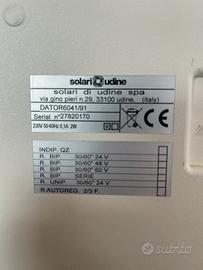 solari udine
solari di udine spa
via gino pieri n.29, 33100 udine, (italy)
DATOR6041/91
Serial n°27820170
230V 50-60Hz 0,1A 2W
CE
INDIP. QZ
R. BIP. 30/60" 24 V
R. BIP. 30/60" 48 V
R. BIP. 30/60" 60 V
R. BIP. SERIE
R. UNIP. 30/60" 24 V
R. AUTOREG. 2/3 F.
subito